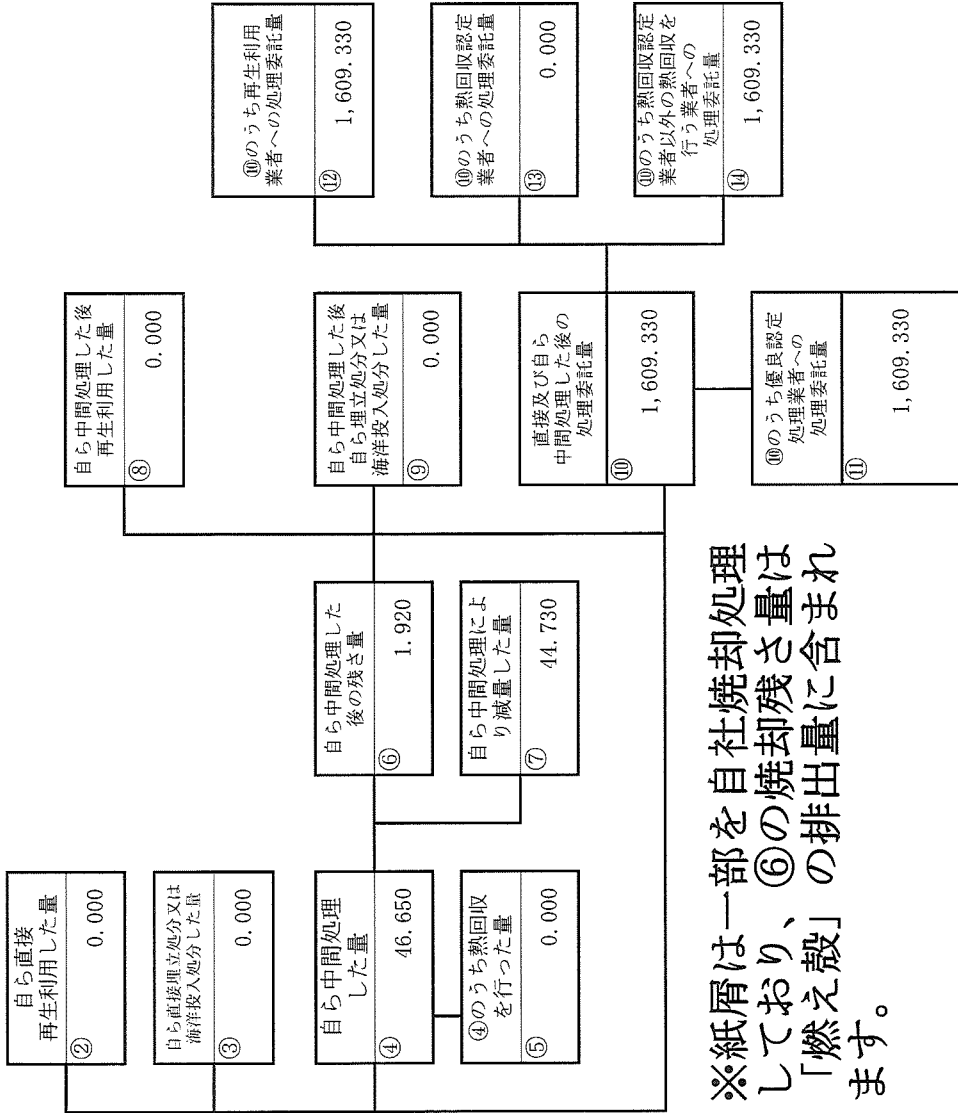 自ら直接
再生利用した量
②
0.000
自ら直接埋立処分又は
海洋投入処分した量
③
0.000
自ら中間処理
した量
④
46.650
④のうち熱回収
を行った量
⑤
0.000
自ら中間処理した
後の残さ量
⑥
1.920
自ら中間処理によ
り減量した量
⑦
44.730
自ら中間処理した後
再生利用した量
⑧
0.000
自ら中間処理した後
自ら埋立処分又は
海洋投入処分した量
⑨
0.000
直接及び自ら
中間処理した後の
処理委託量
⑩
1,609.330
⑩のうち優良認定
処理業者への
処理委託量
⑪
1,609.330
⑩のうち再生利用
業者への処理委託量
⑫
1,609.330
⑩のうち熱回収認定
業者への処理委託量
⑬
0.000
⑩のうち熱回収認定
業者以外の熱回収を
行う業者への
処理委託量
⑭
1,609.330
※紙屑は一部を自社焼却処理
しており、⑥の焼却残さ量は
「燃え殻」の排出量に含まれ
ます。